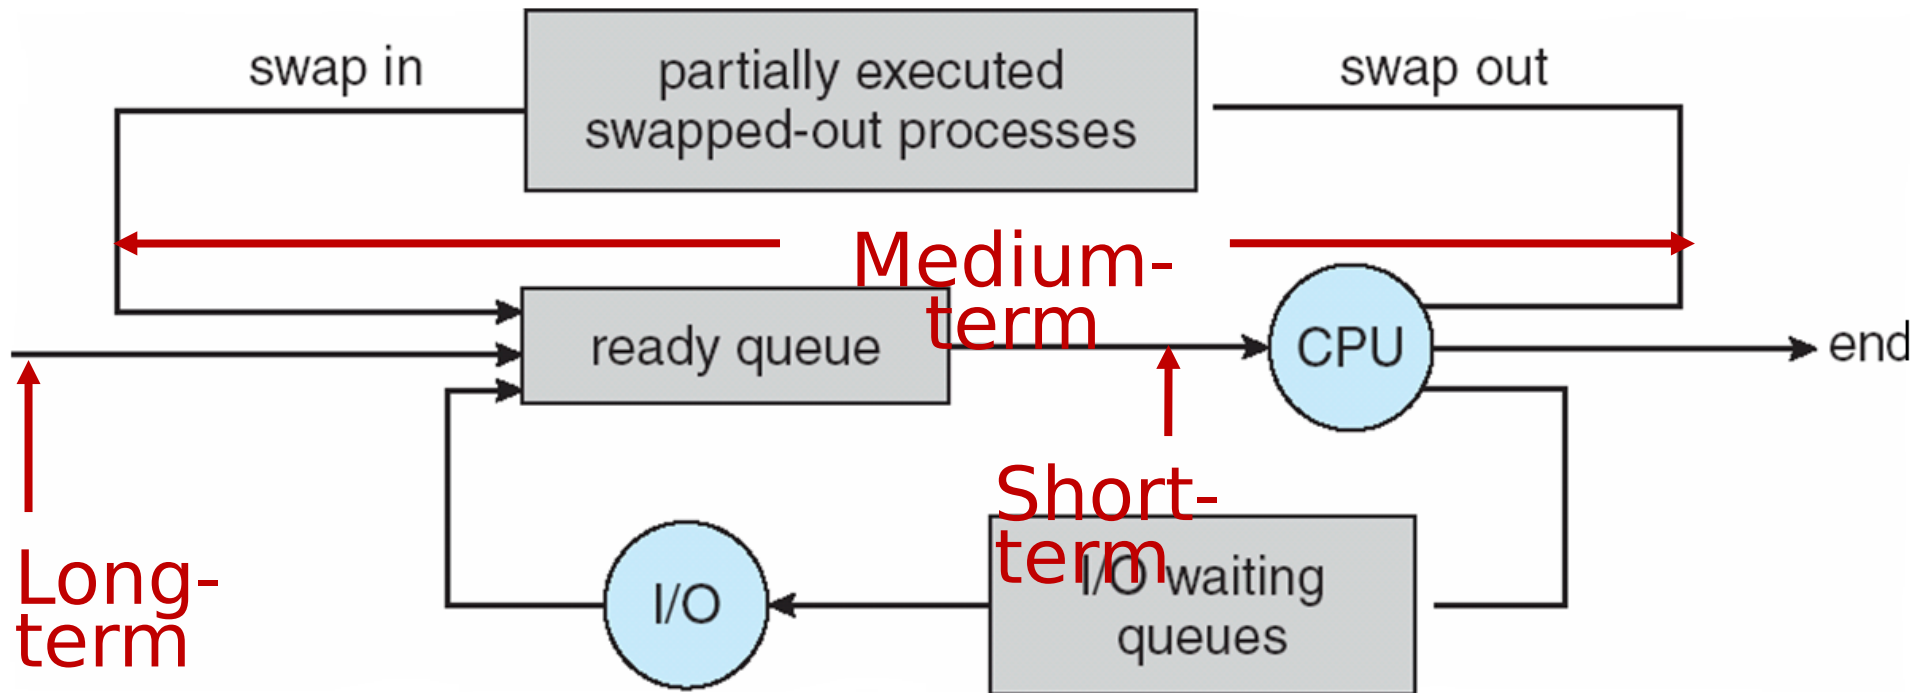 swap in
partially executed
swapped-out processes
swap out
Medium-
term
ready queue
CPU
end
Short-
term
Long-
term
I/O
I/O waiting
queues